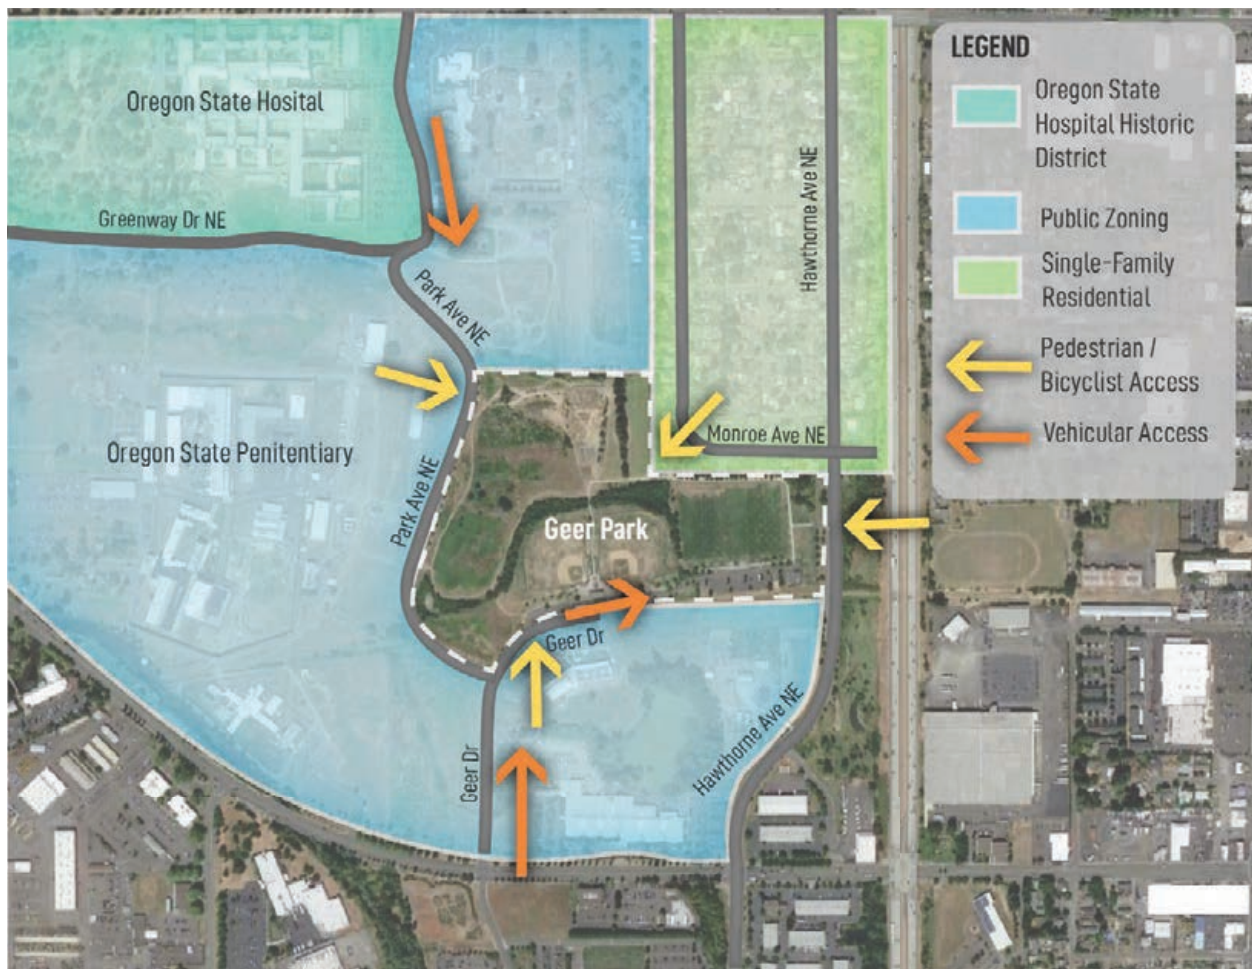 LEGEND
Oregon State
Hospital Historic
District
Public Zoning
Single-Family
Residential
Pedestrian /
Bicyclist Access
Vehicular Access
Oregon State Hosital
Greenway Dr NE
Hawthorne Ave NE
Park Ave NE
Monroe Ave NE
Oregon State Penitentiary
Park Ave NE
Geer Park
Geer Dr
Hawthorne Ave NE
Geer Dr